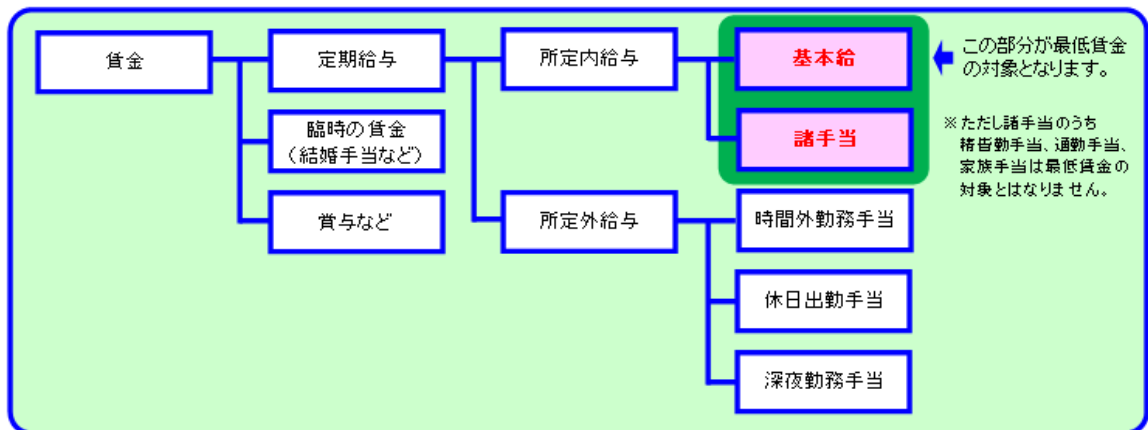 賃金
定期給与
所定内給与
基本給
この部分が最低賃金
の対象となります。
臨時の賃金
（結婚手当など）
諸手当
※ただし諸手当のうち
精皆勤手当、通勤手当、
家族手当は最低賃金の
対象とはなりません。
賞与など
所定外給与
時間外勤務手当
休日出勤手当
深夜勤務手当